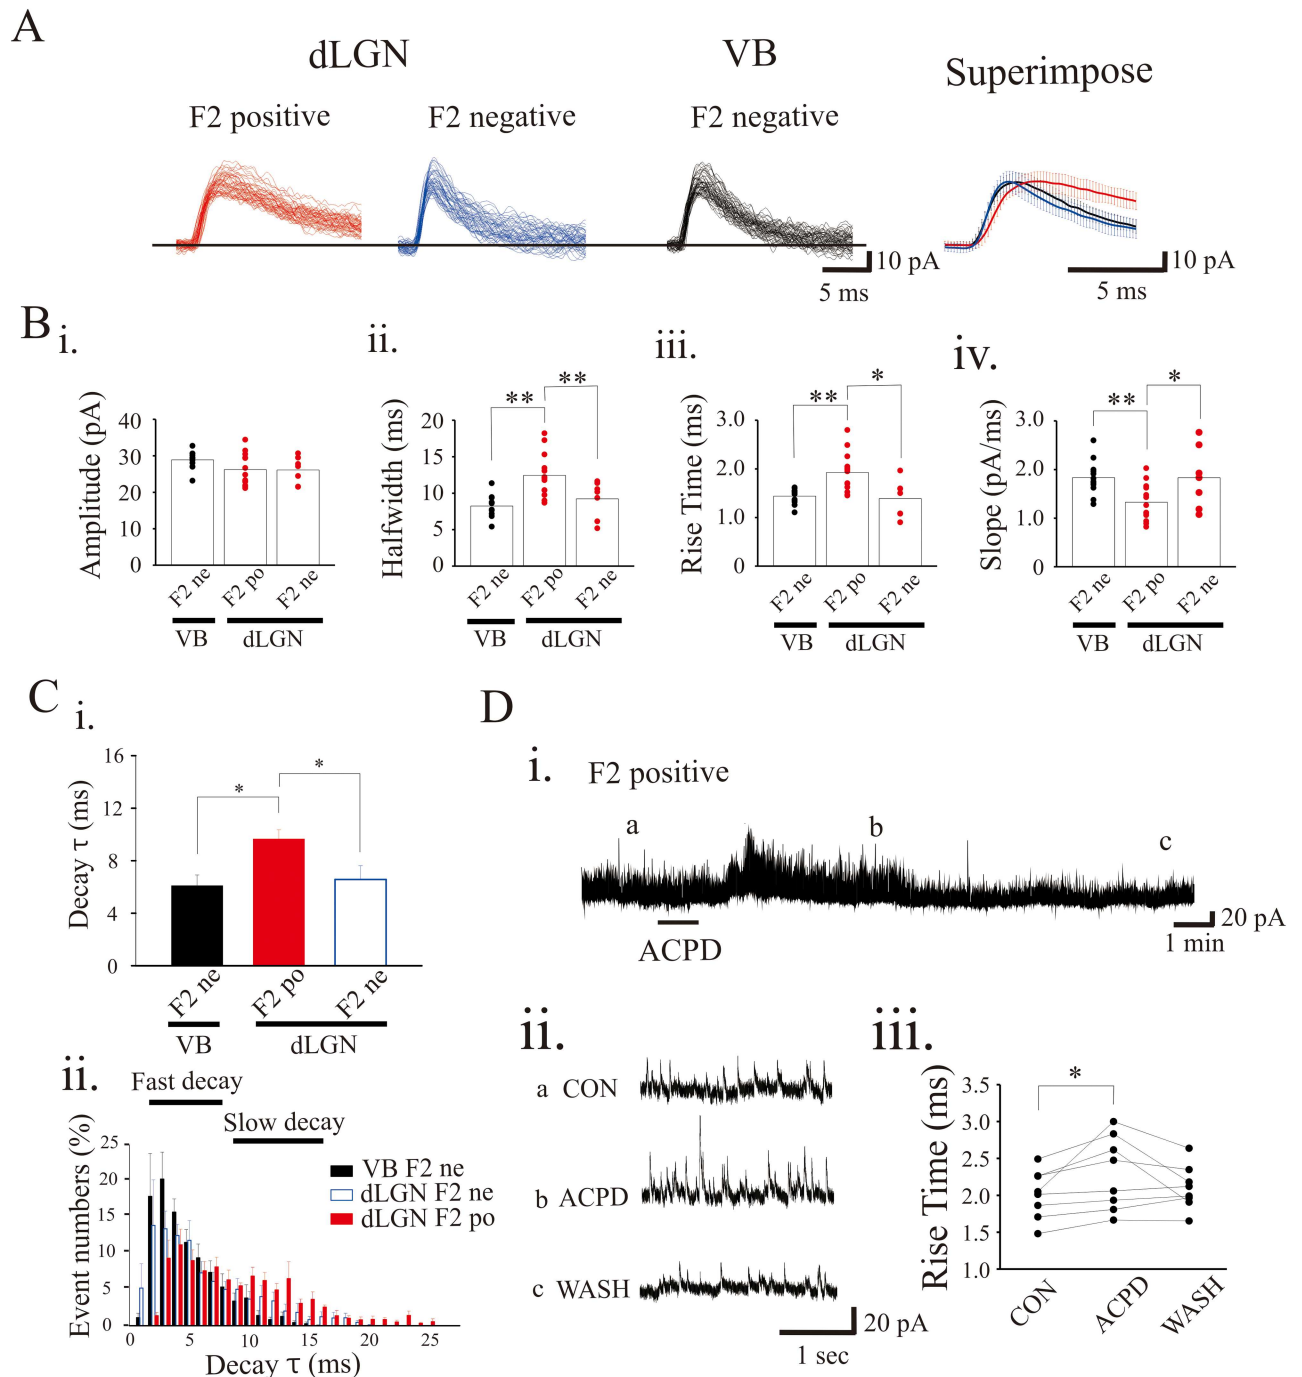 A
dLGN
VB
Superimpose
F2 positive
F2 negative
F2 negative
10 pA
5 ms
10 pA
5 ms
B
i.
ii.
iii.
iv.
Amplitude (pA)
40
30
20
10
0
F2 ne
F2 po
F2 ne
VB
dLGN
Halfwidth (ms)
20
15
10
5
0
**
**
F2 ne
F2 po
F2 ne
VB
dLGN
Rise Time (ms)
3.0
2.0
1.0
0
**
*
F2 ne
F2 po
F2 ne
VB
dLGN
Slope (pA/ms)
3.0
2.0
1.0
0
**
*
F2 ne
F2 po
F2 ne
VB
dLGN
C
i.
Decay τ (ms)
16
12
8
4
0
*
*
F2 ne
F2 po
F2 ne
VB
dLGN
ii.
Fast decay
Slow decay
Event numbers (%)
25
20
15
10
5
0
VB F2 ne
dLGN F2 ne
dLGN F2 po
0
5
10
15
20
25
Decay τ (ms)
D
i.
F2 positive
a
b
c
ACPD
20 pA
1 min
ii.
a CON
b ACPD
c WASH
20 pA
1 sec
iii.
Rise Time (ms)
3.5
3.0
2.5
2.0
1.5
1.0
*
CON
ACPD
WASH